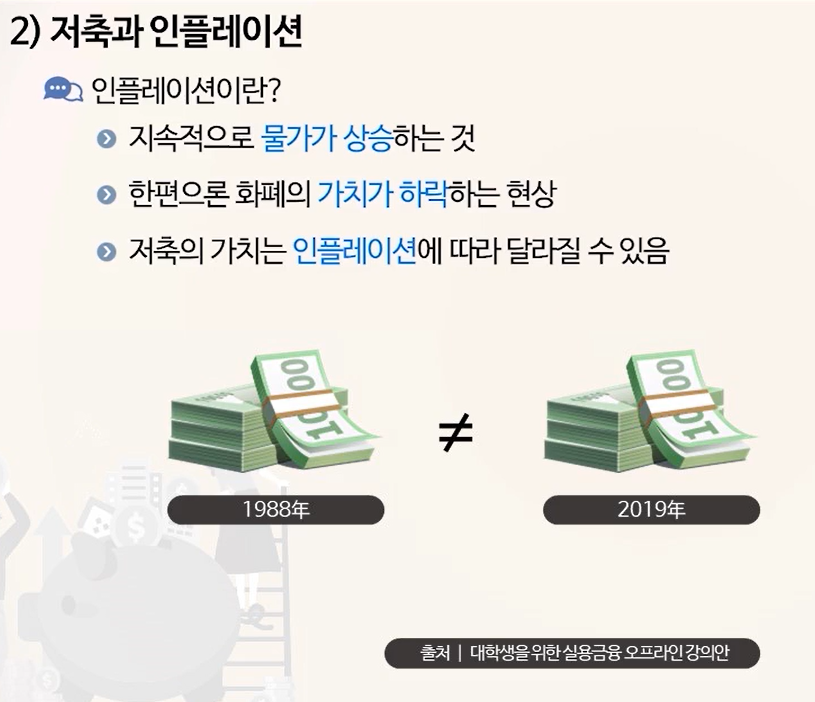 2) 저축과 인플레이션
인플레이션이란?
지속적으로 물가가 상승하는 것
한편으론 화폐의 가치가 하락하는 현상
저축의 가치는 인플레이션에 따라 달라질 수 있음
100
≠
100
1988年
2019年
출처 | 대학생을 위한 실용금융 오프라인 강의안